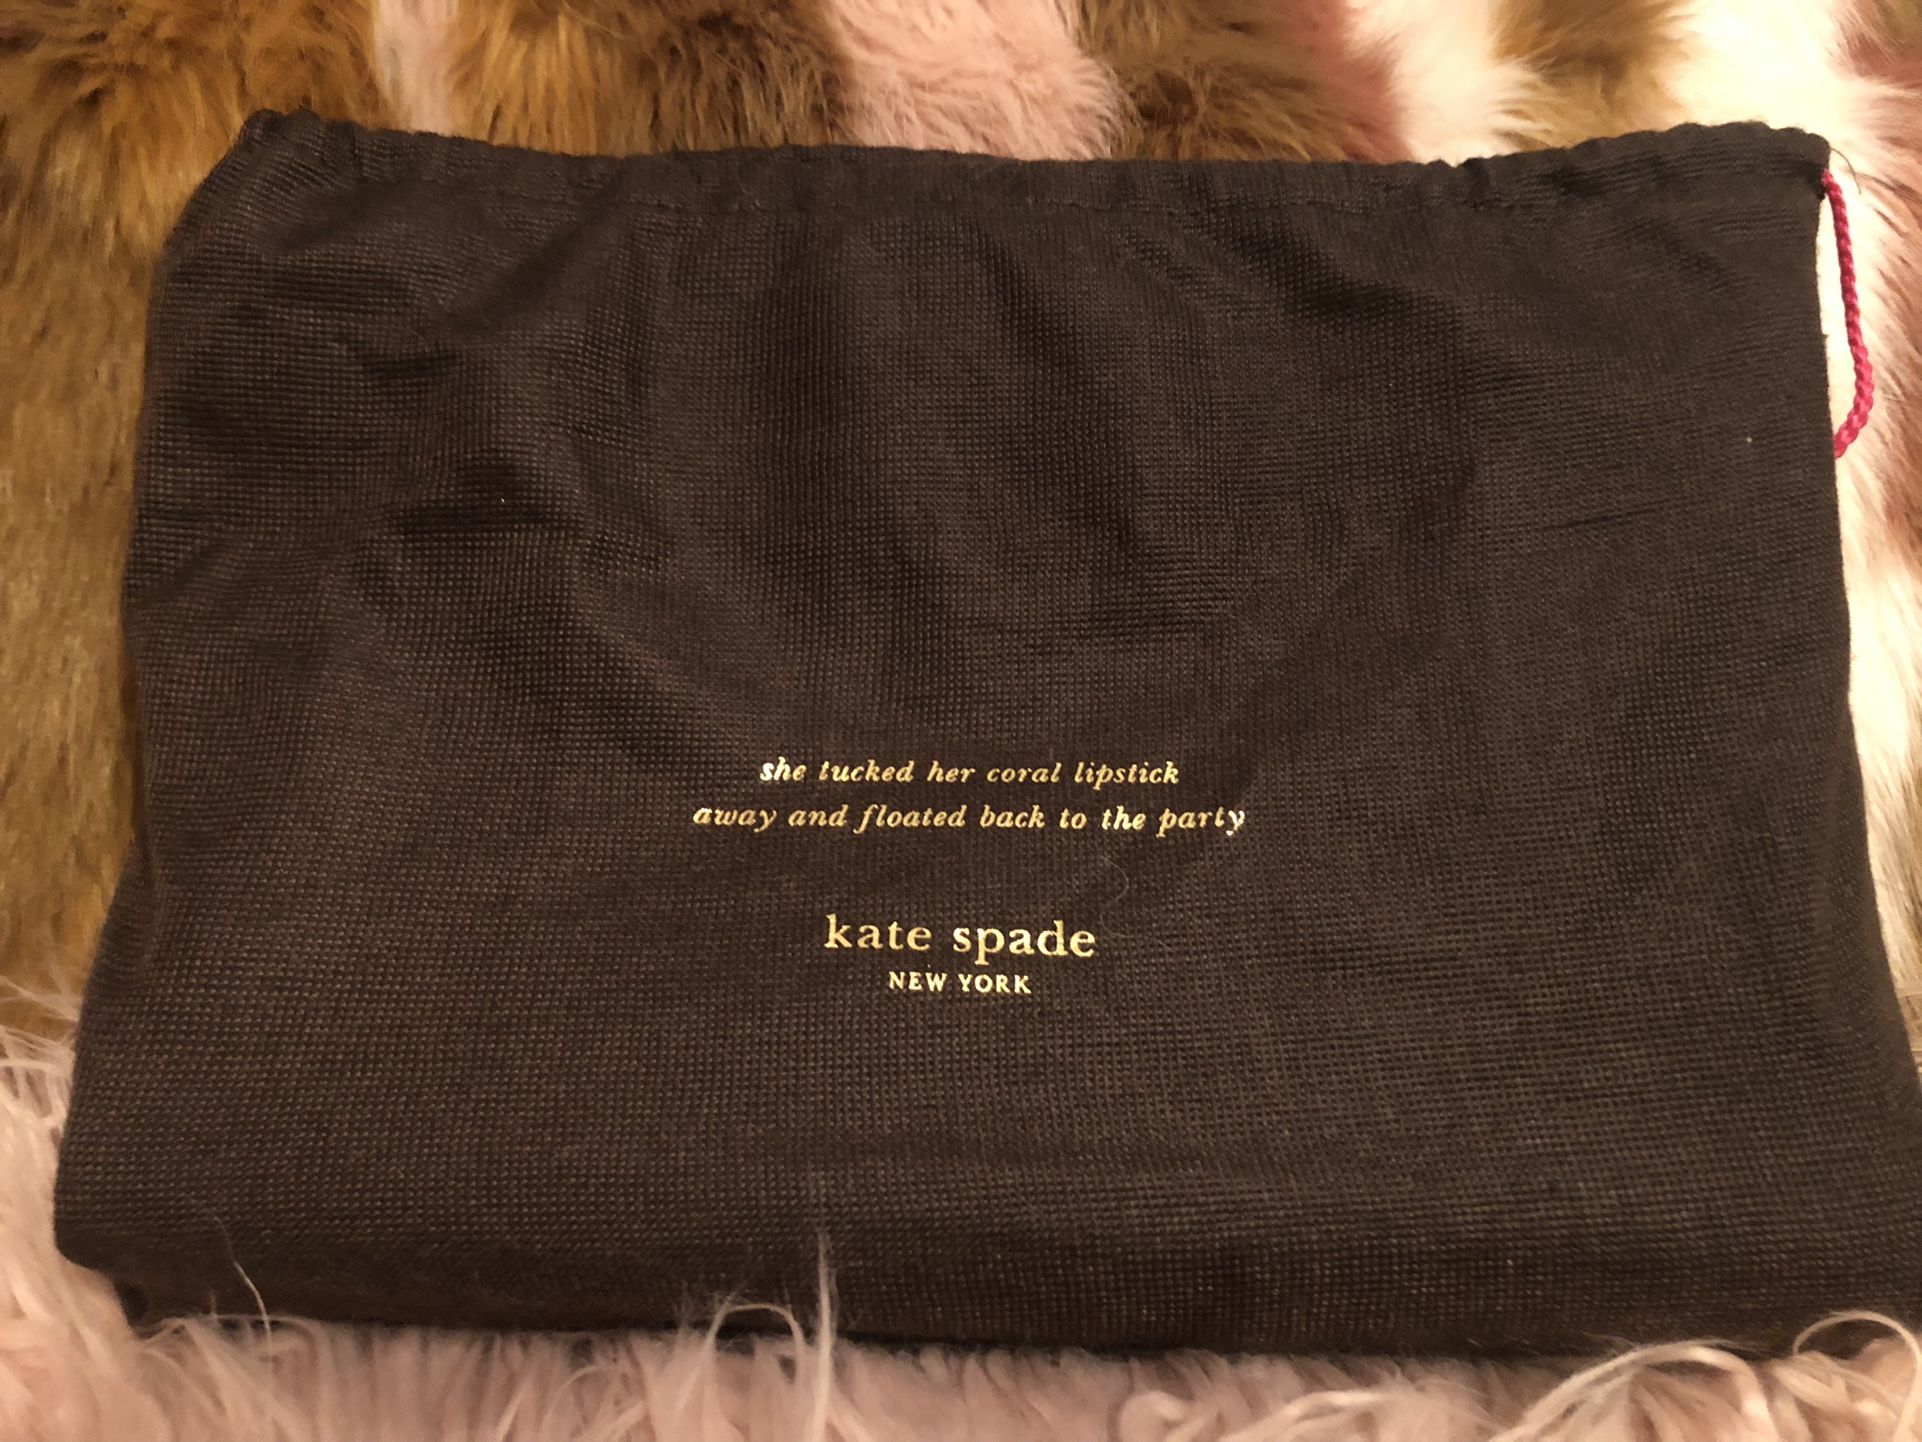 she tucked her coral lipstick
away and floated back to the party
kate spade
NEW YORK